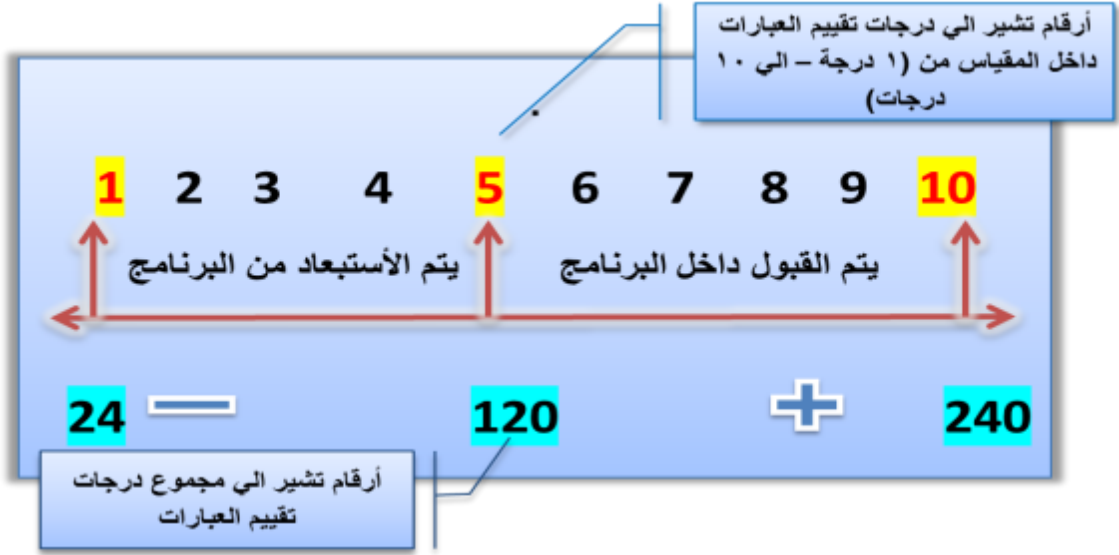 أرقام تشير الي درجات تقييم العبارات
داخل المقياس من (١ درجة – الي ١٠
درجات)
1 2 3 4 5 6 7 8 9 10
يتم الأستبعاد من البرنامج
يتم القبول داخل البرنامج
24 — 120 + 240
أرقام تشير الي مجموع درجات
تقييم العبارات